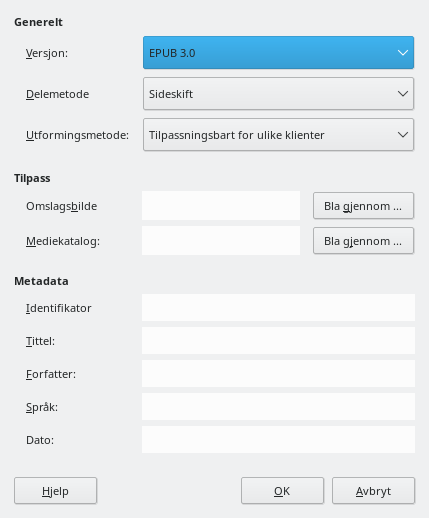 Generelt
Versjon: EPUB 3.0
Delemetode Sideskift
Utformingsmetode: Tilpassningsbart for ulike klienter
Tilpass
Omslagsbilde Bla gjennom ...
Mediekatalog: Bla gjennom ...
Metadata
Identifikator
Tittel:
Forfatter:
Språk:
Dato:
Hjelp OK Avbryt